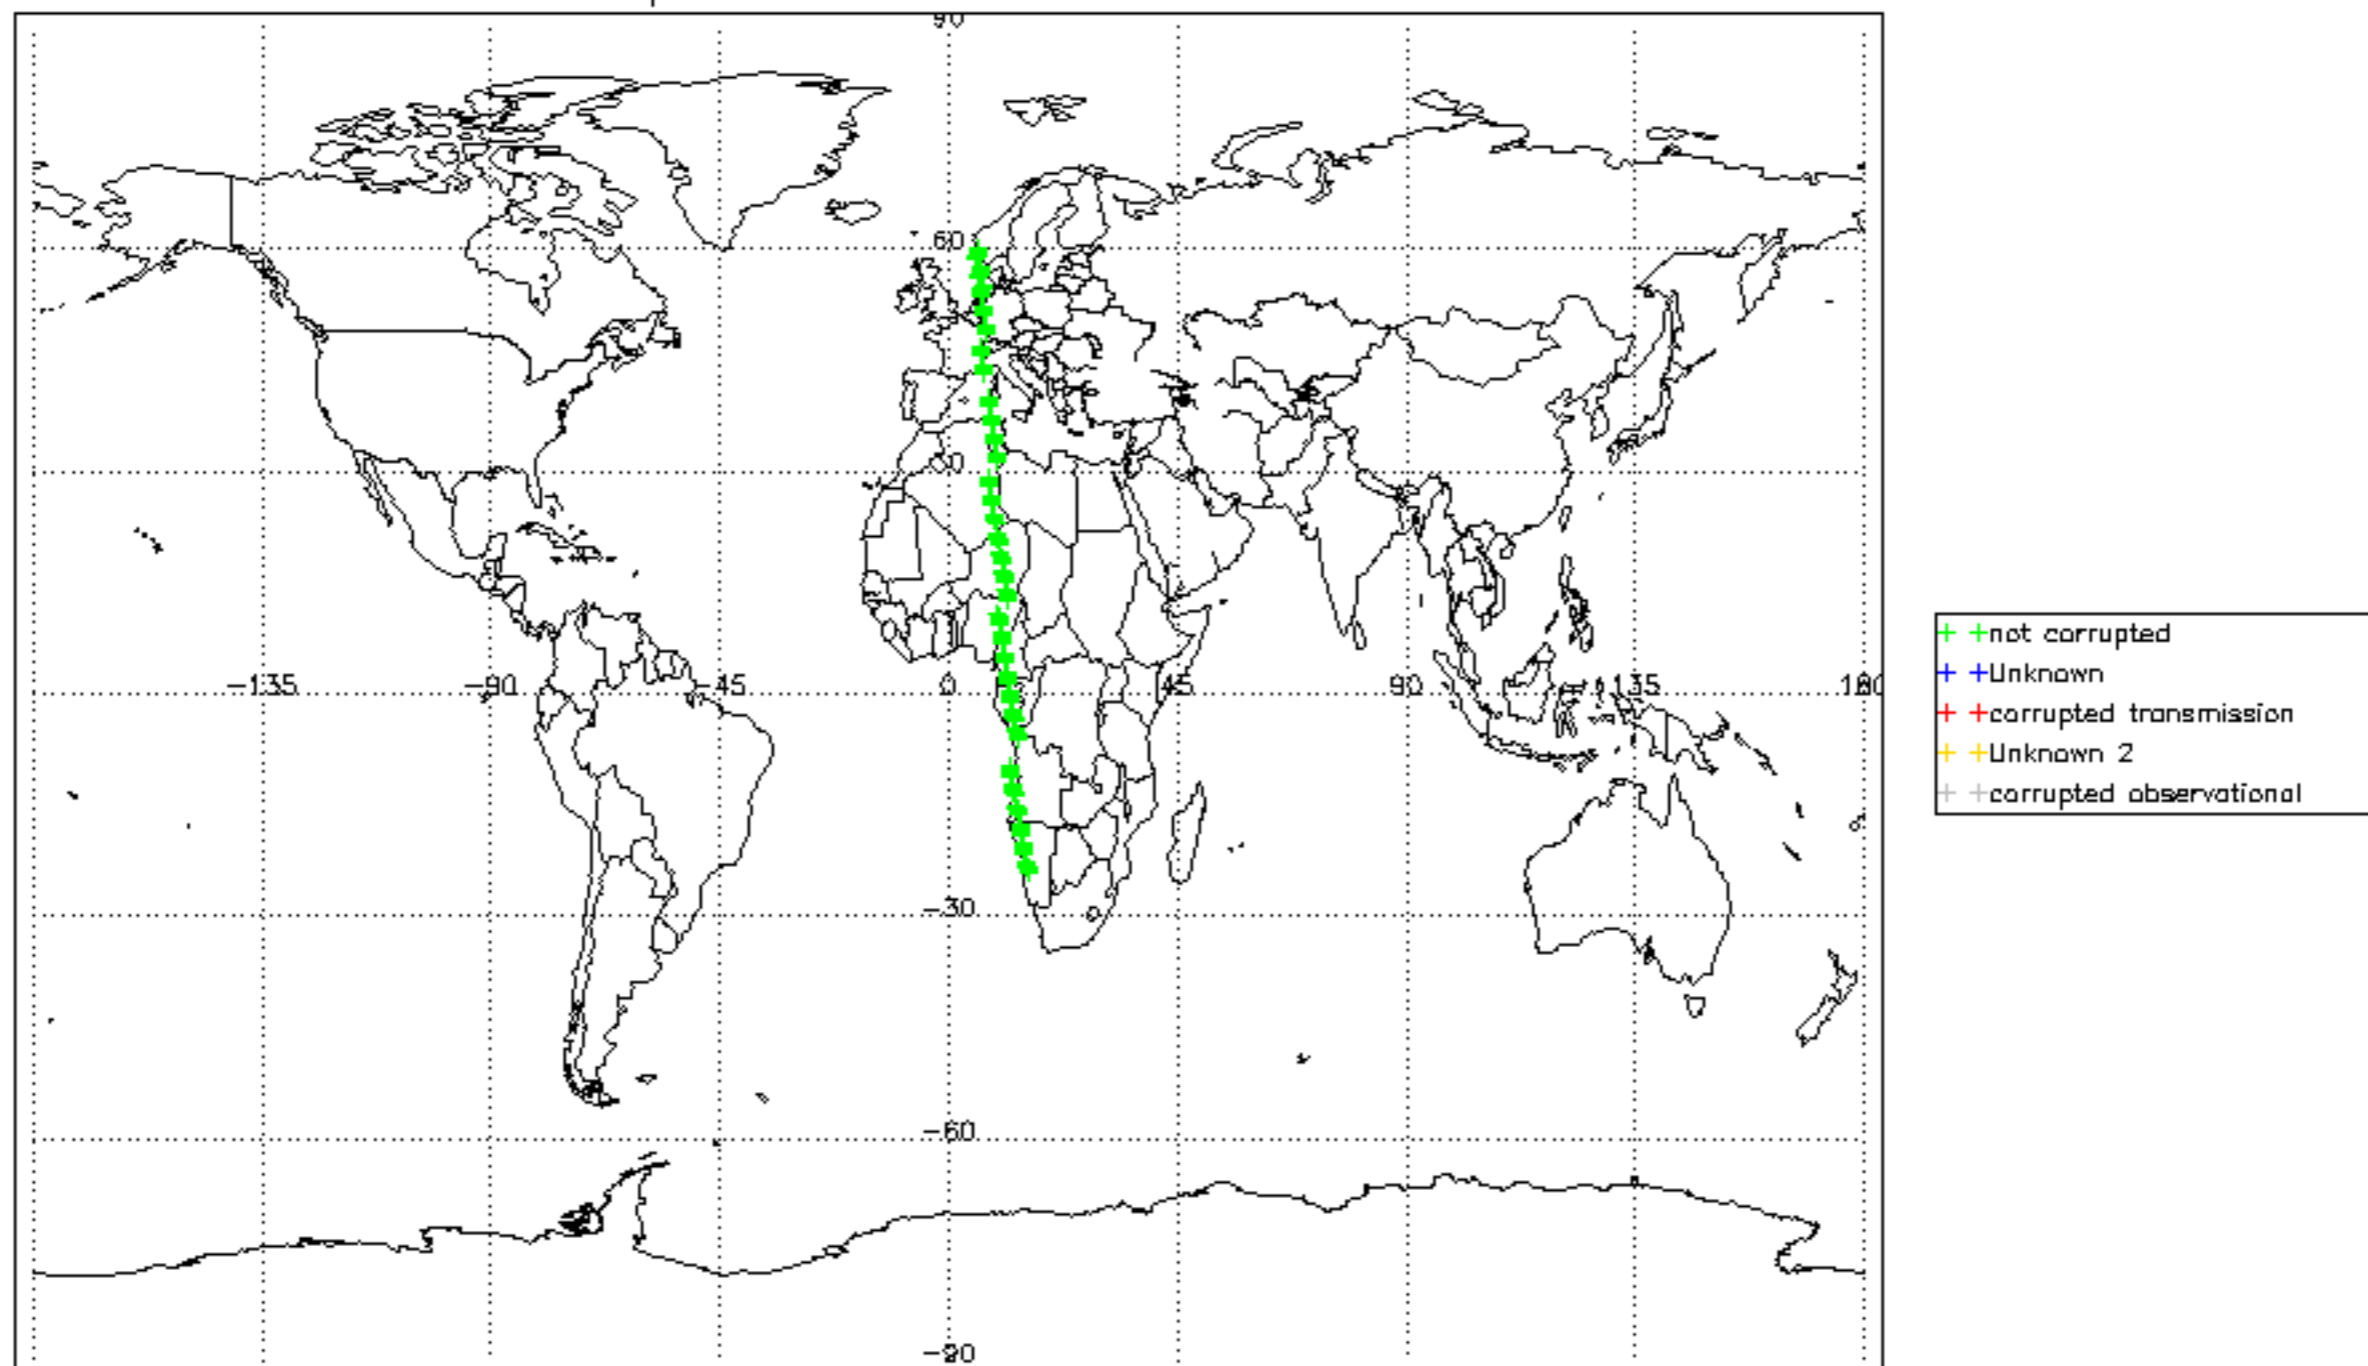 90
60
30
-135 -90 -45 0 45 90 135 180
-30
-60
-90
not corrupted
Unknown
corrupted transmission
Unknown 2
corrupted observational